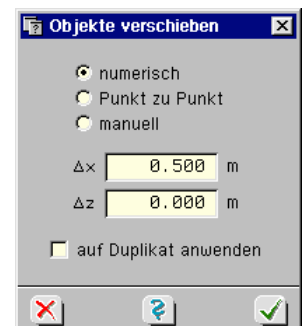 Objekte verschieben
numerisch
Punkt zu Punkt
manuell
Δx 0.500 m
Δz 0.000 m
auf Duplikat anwenden